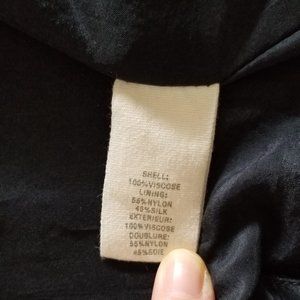 SHELL:
100%VISCOSE
LINING:
55%NYLON
45%SILK
EXTERIEUR:
100%VISCOSE
DOUBLURE:
55%NYLON
45%SOIE